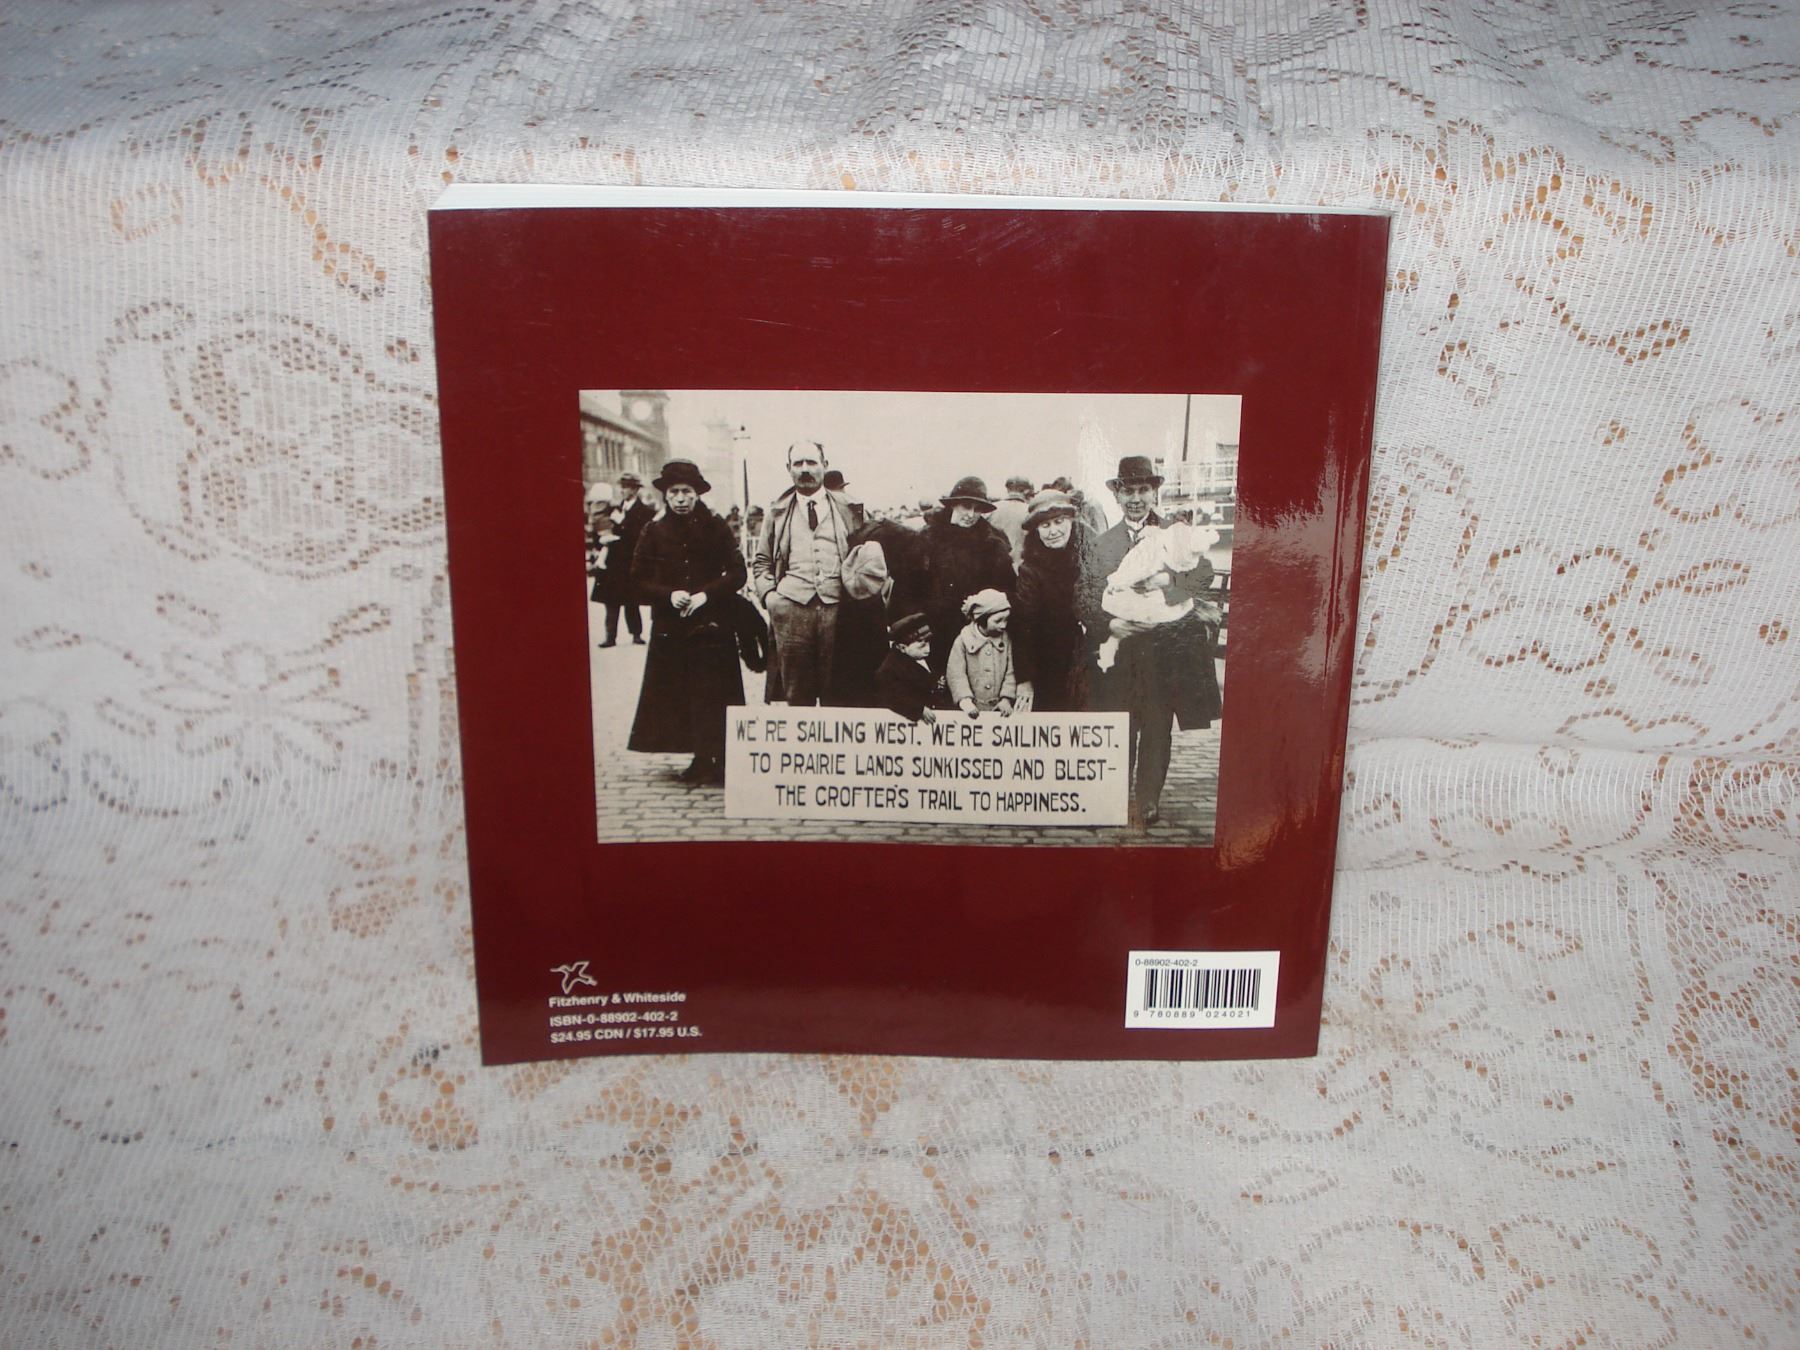 WE'RE SAILING WEST. WE'RE SAILING WEST.
TO PRAIRIE LANDS SUNKISSED AND BLEST-
THE CROFTER'S TRAIL TO HAPPINESS.
Fitzhenry & Whiteside
ISBN-0-88902-402-2
$24.95 CDN / $17.95 U.S.
0-88902-402-2
9 780889 024021